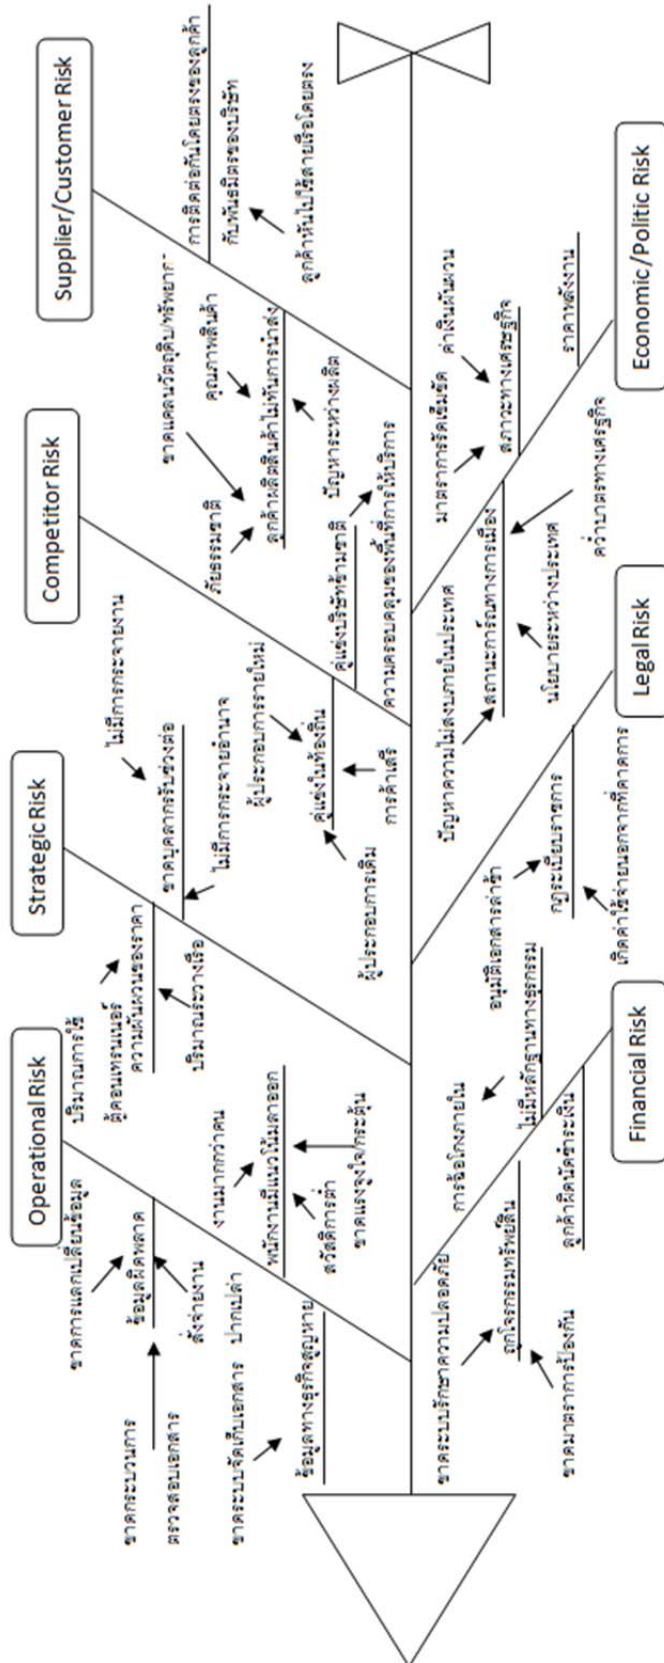 Operational Risk
Strategic Risk
Competitor Risk
Supplier/Customer Risk
ขาดการแลกเปลี่ยนข้อมูล
ข้อมูลผิดพลาด
สั่งจ่ายงาน
ปากเปล่า
ขาดกระบวนการ
ตรวจสอบเอกสาร
ขาดระบบจัดเก็บเอกสาร
ข้อมูลทางธุรกิจสูญหาย
งานมากกว่าคน
พนักงานมีแนวโน้มลาออก
สวัสดิการต่ำ
ขาดแรงจูงใจ/กระตุ้น
ปริมาณการใช้
ตู้คอนเทรนเนอร์
ความผันผวนของราคา
ปริมาณระวางเรือ
ไม่มีการกระจายงาน
ขาดบุคลากรรับช่วงต่อ
ไม่มีการกระจายอำนาจ
ผู้ประกอบการรายใหม่
คู่แข่งในท้องถิ่น
ผู้ประกอบการเดิม
การค้าเสรี
คู่แข่งบริษัทข้ามชาติ
ความครอบคลุมของพื้นที่การให้บริการ
ขาดแคลนวัตถุดิบ/ทรัพยาก
คุณภาพสินค้า
ภัยธรรมชาติ
ลูกค้าผลิตสินค้าไม่ทันการนำส่ง
ปัญหาระหว่างผลิต
การติดต่อกันโดยตรงของลูกค้า
กับพันธมิตรของบริษัท
ลูกค้าหันไปใช้สายเรือโดยตรง
ขาดระบบรักษาความปลอดภัย
ถูกโจรกรรมทรัพย์สิน
ขาดมาตราการป้องกัน
การฉ้อโกงภายใน
ไม่มีหลักฐานทางธุรกรรม
ลูกค้าผิดนัดชำระเงิน
อนุมัติเอกสารล่าช้า
กฎระเบียบราชการ
เกิดค่าใช้จ่ายนอกจากที่คาดการ
ปัญหาความไม่สงบภายในประเทศ
สถานะการ์ณทางการเมือง
นโยบายระหว่างประเทศ
คว่ำบาตรทางเศรษฐกิจ
มาตราการรัดเข็มขัด
ค่าเงินผันผวน
สภาวะทางเศรษฐกิจ
ราคาพลังงาน
Financial Risk
Legal Risk
Economic/Politic Risk